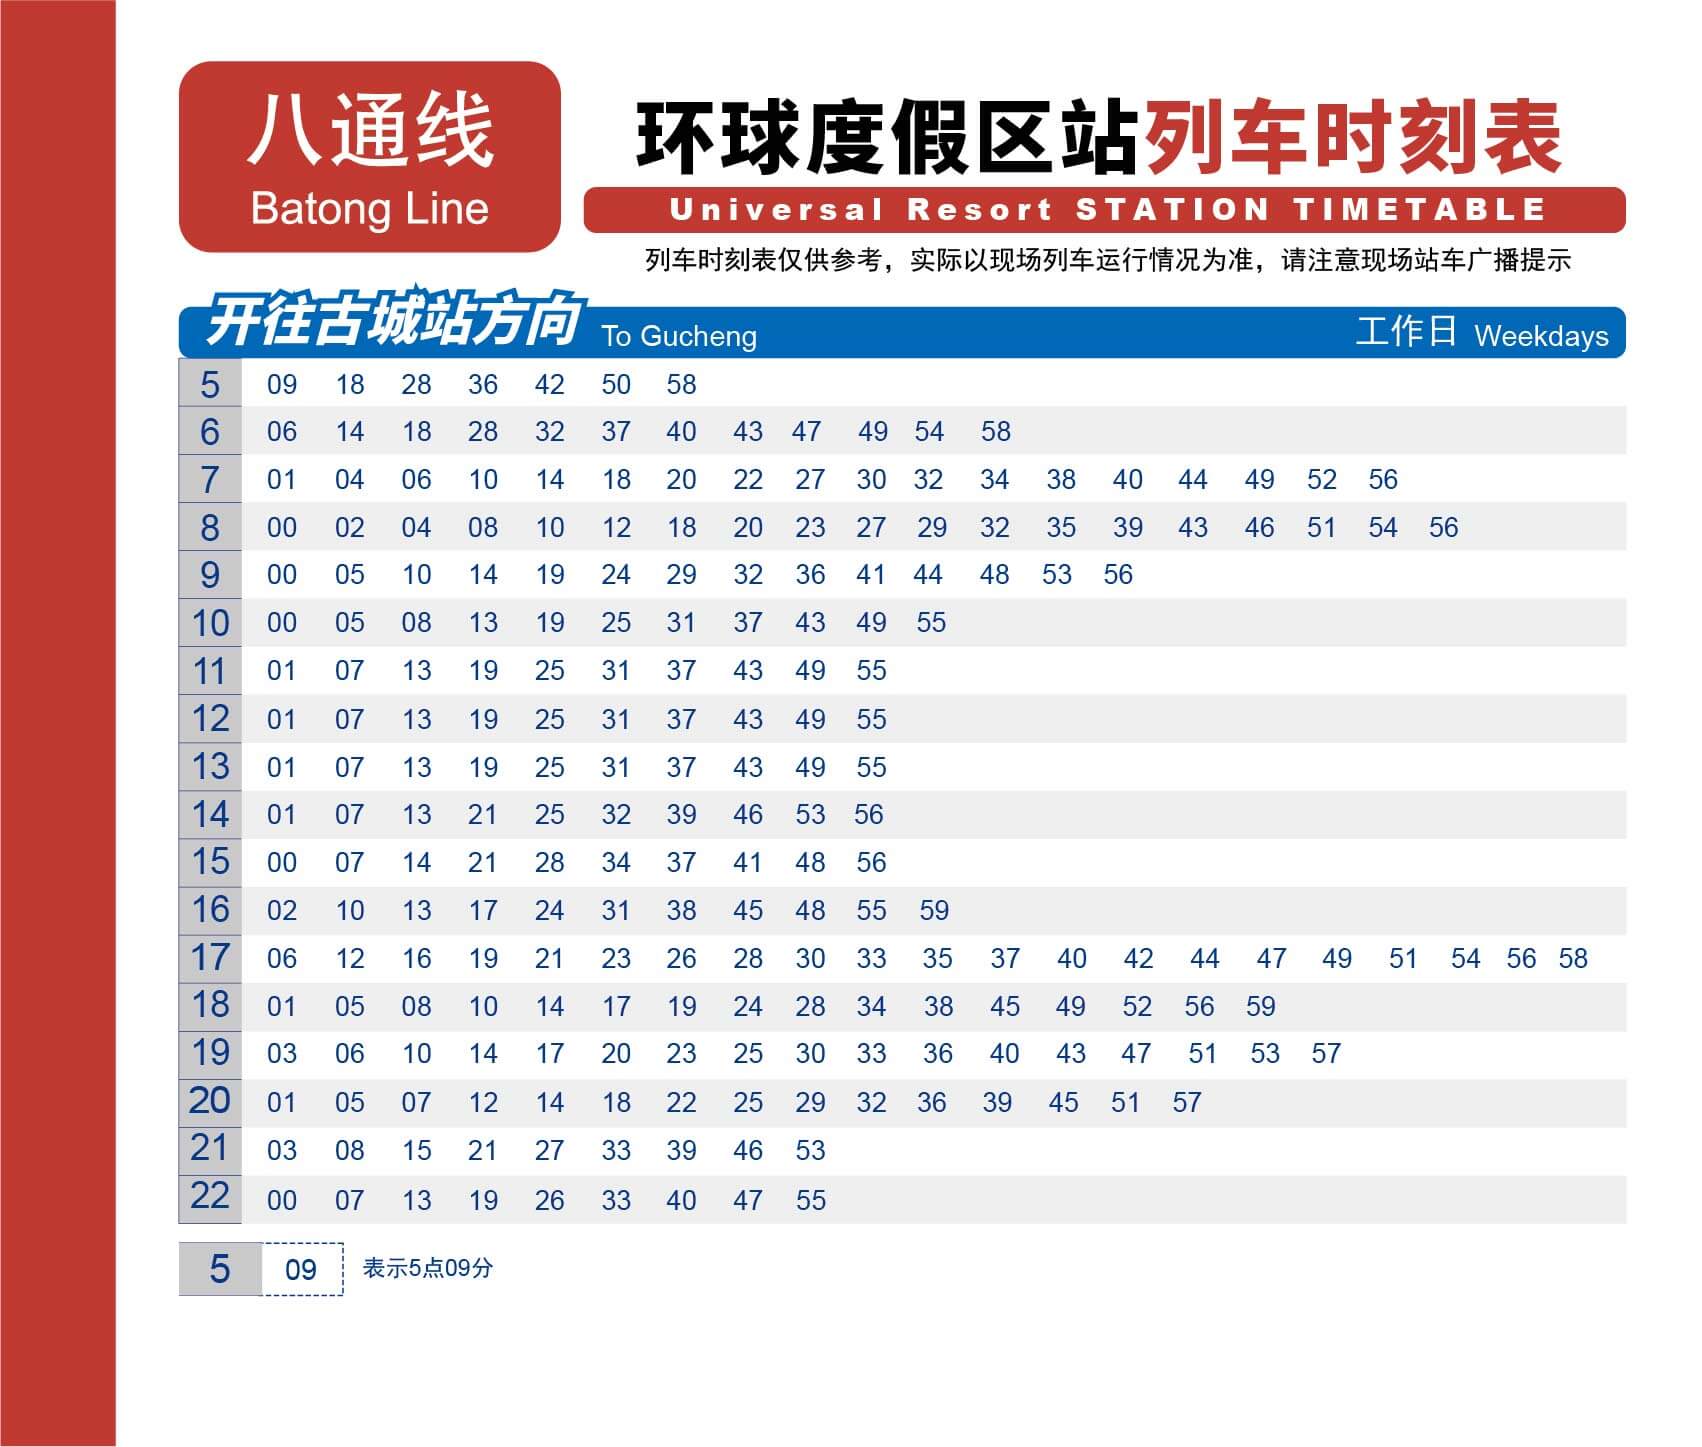 八通线
Batong Line
环球度假区站列车时刻表
Universal Resort STATION TIMETABLE
列车时刻表仅供参考，实际以现场列车运行情况为准，请注意现场站车广播提示
开往古城站方向 To Gucheng 工作日 Weekdays
5 09 18 28 36 42 50 58
6 06 14 18 28 32 37 40 43 47 49 54 58
7 01 04 06 10 14 18 20 22 27 30 32 34 38 40 44 49 52 56
8 00 02 04 08 10 12 18 20 23 27 29 32 35 39 43 46 51 54 56
9 00 05 10 14 19 24 29 32 36 41 44 48 53 56
10 00 05 08 13 19 25 31 37 43 49 55
11 01 07 13 19 25 31 37 43 49 55
12 01 07 13 19 25 31 37 43 49 55
13 01 07 13 19 25 31 37 43 49 55
14 01 07 13 21 25 32 39 46 53 56
15 00 07 14 21 28 34 37 41 48 56
16 02 10 13 17 24 31 38 45 48 55 59
17 06 12 16 19 21 23 26 28 30 33 35 37 40 42 44 47 49 51 54 56 58
18 01 05 08 10 14 17 19 24 28 34 38 45 49 52 56 59
19 03 06 10 14 17 20 23 25 30 33 36 40 43 47 51 53 57
20 01 05 07 12 14 18 22 25 29 32 36 39 45 51 57
21 03 08 15 21 27 33 39 46 53
22 00 07 13 19 26 33 40 47 55
5 09 表示5点09分